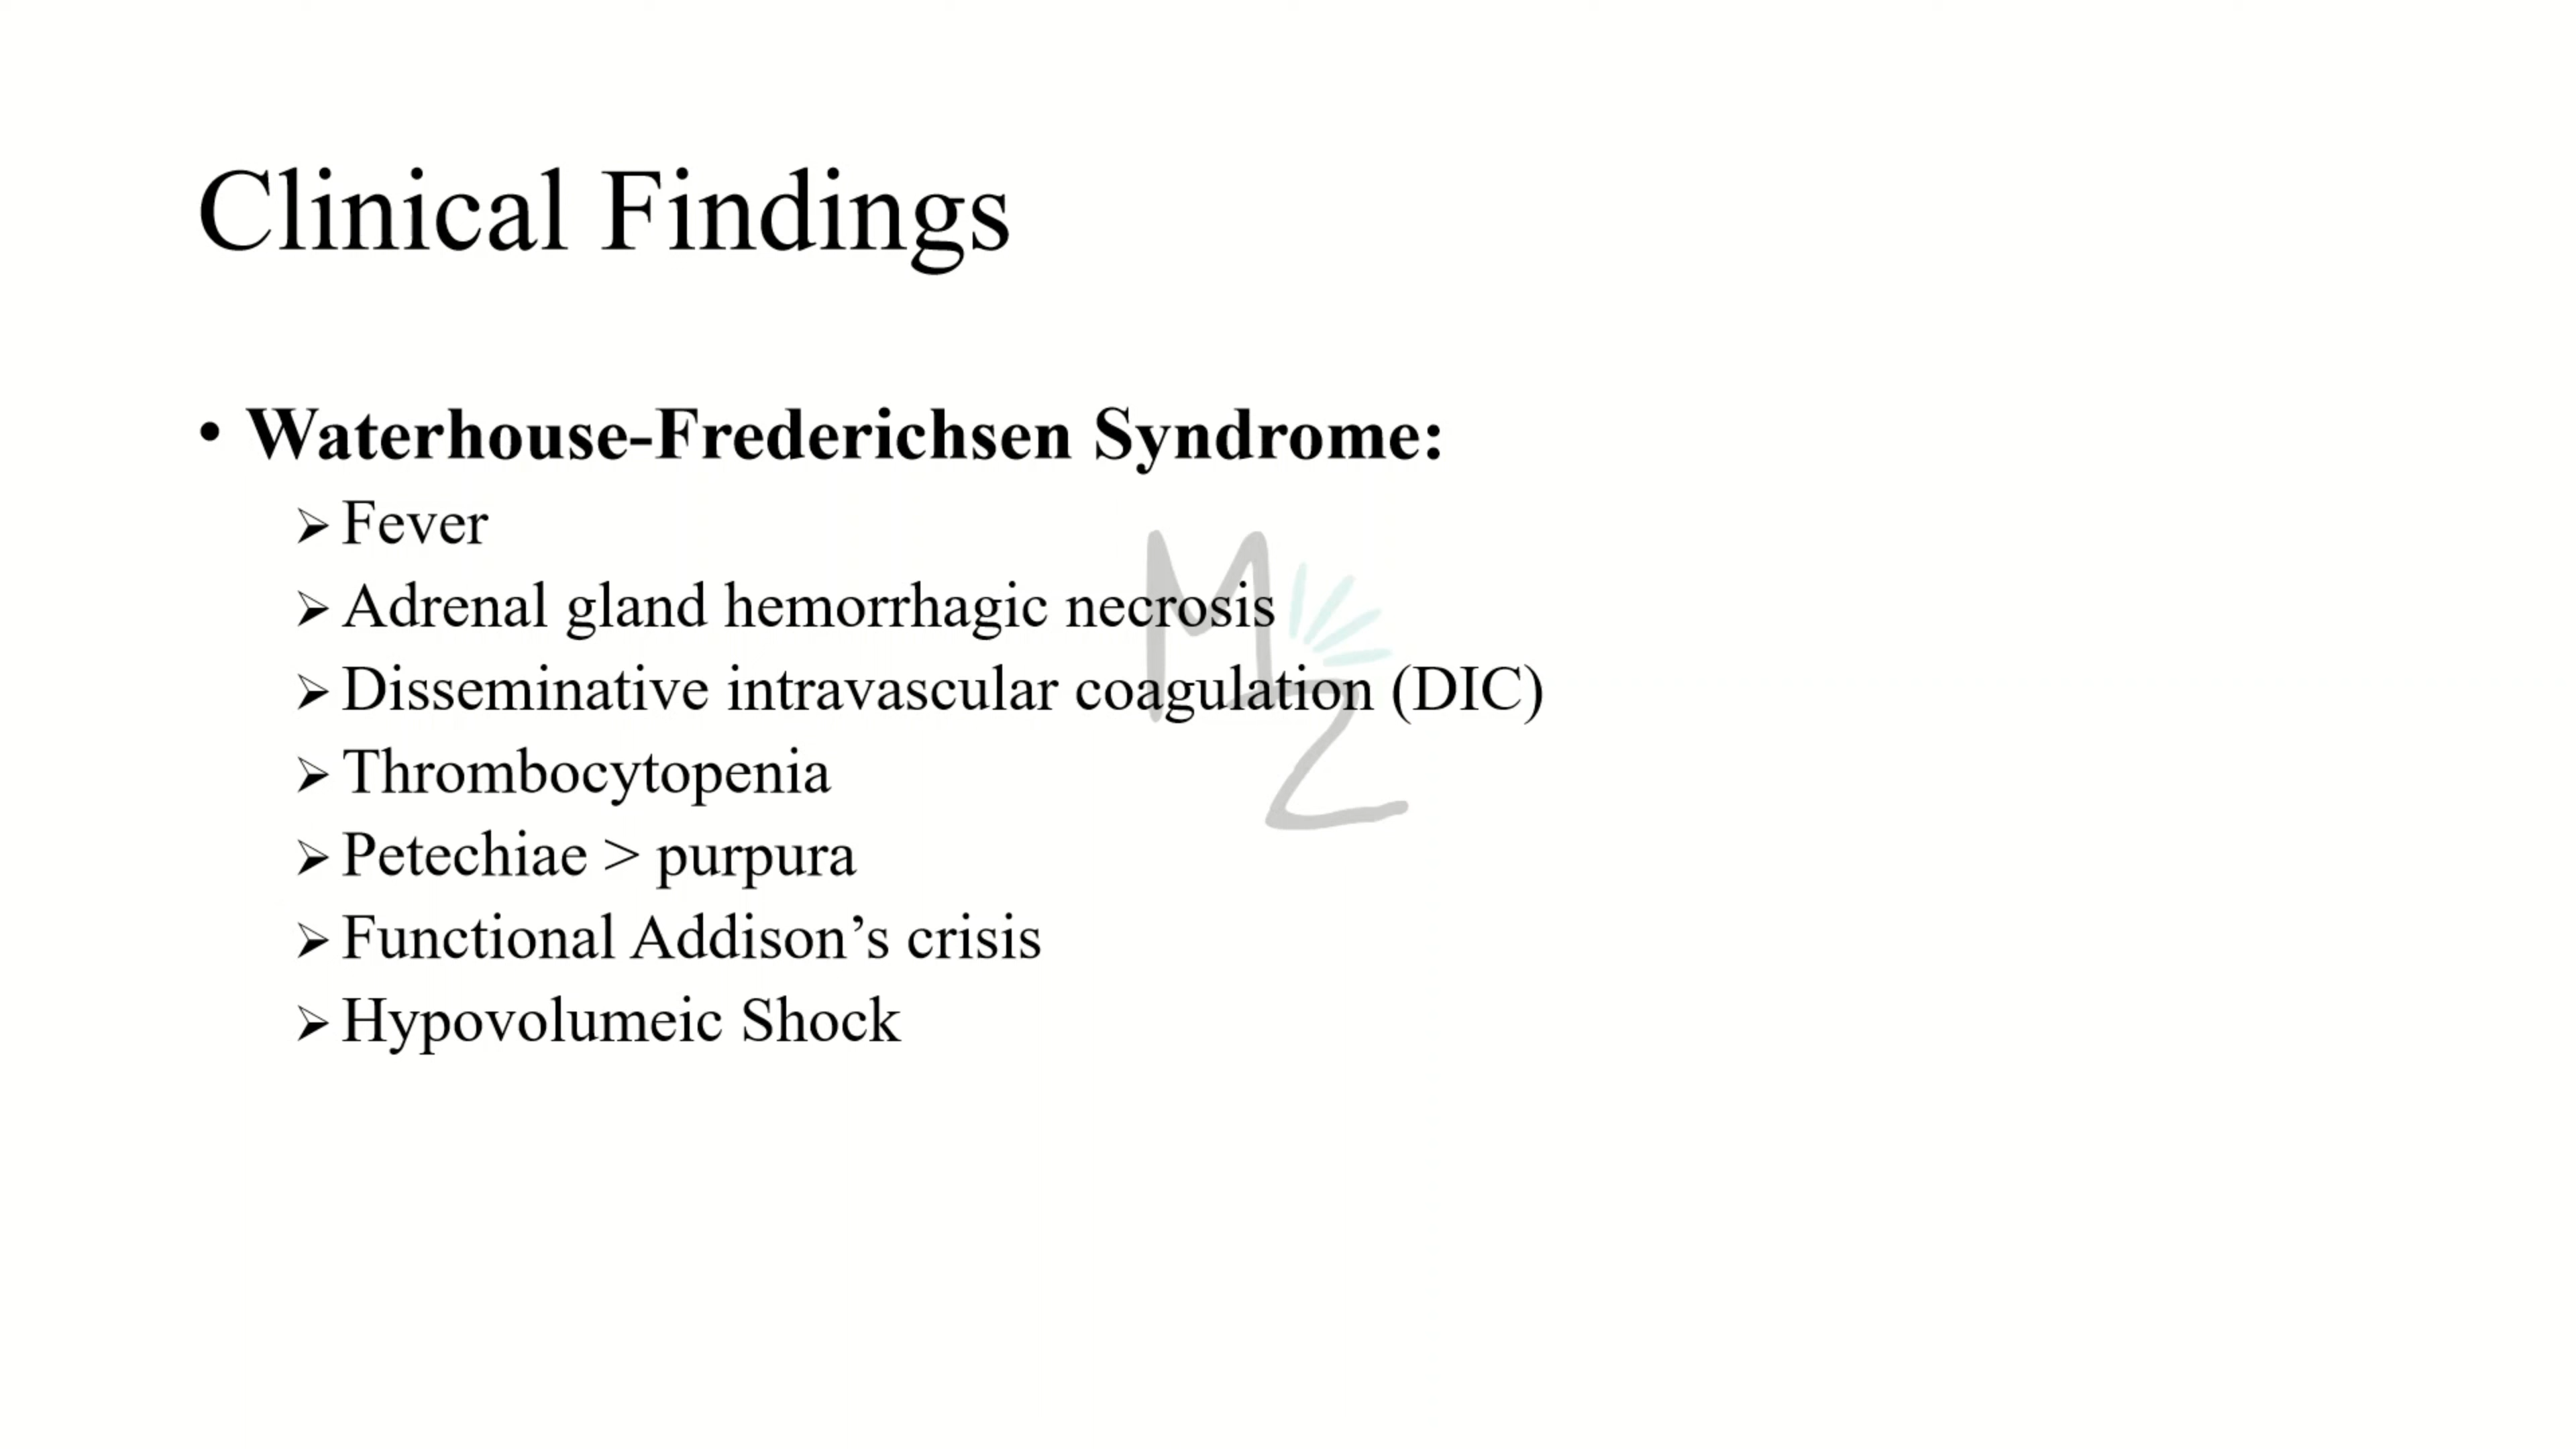 Clinical Findings
• Waterhouse-Frederichsen Syndrome:
➢ Fever
➢ Adrenal gland hemorrhagic necrosis
➢ Disseminative intravascular coagulation (DIC)
➢ Thrombocytopenia
➢ Petechiae > purpura
➢ Functional Addison’s crisis
➢ Hypovolumeic Shock
MZ